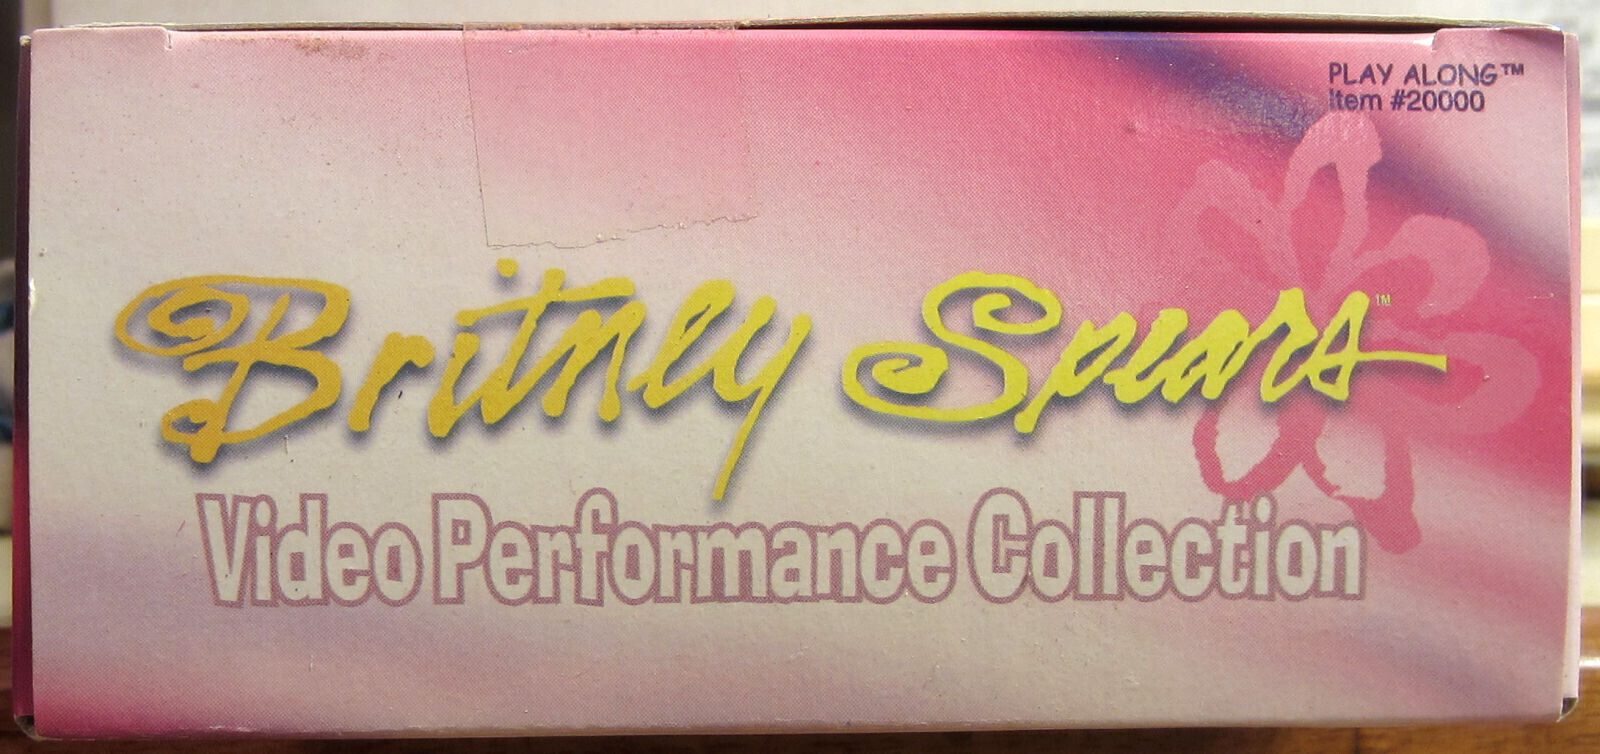 PLAY ALONG™
Item #20000
Britney Spears™
Video Performance Collection